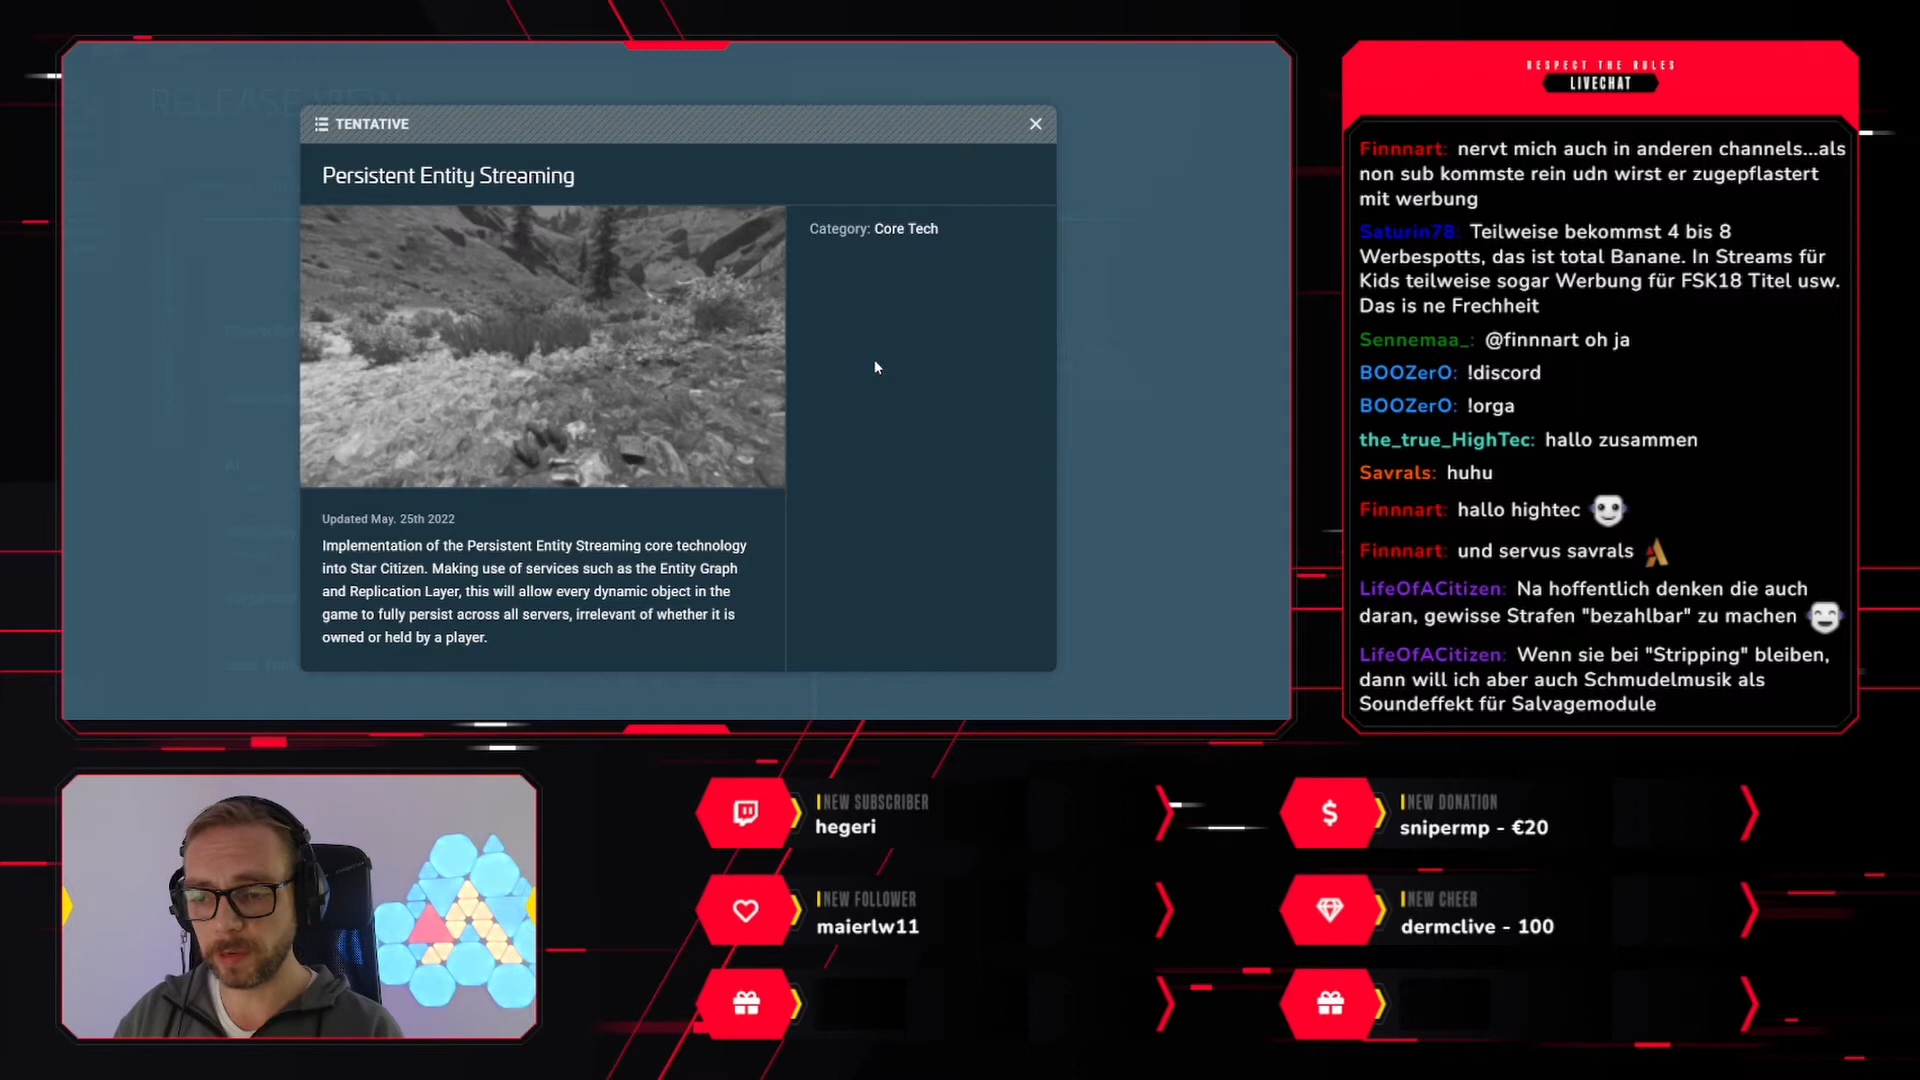 RELEASE VIEW
TENTATIVE
Persistent Entity Streaming
Category: Core Tech
Updated May. 25th 2022
Implementation of the Persistent Entity Streaming core technology
into Star Citizen. Making use of services such as the Entity Graph
and Replication Layer, this will allow every dynamic object in the
game to fully persist across all servers, irrelevant of whether it is
owned or held by a player.
RESPECT THE RULES
LIVECHAT
Finnnart: nervt mich auch in anderen channels...als
non sub kommste rein udn wirst er zugepflastert
mit werbung
Saturin78: Teilweise bekommst 4 bis 8
Werbespotts, das ist total Banane. In Streams für
Kids teilweise sogar Werbung für FSK18 Titel usw.
Das is ne Frechheit
Sennemaa_: @finnnart oh ja
BOOZerO: !discord
BOOZerO: !orga
the_true_HighTec: hallo zusammen
Savrals: huhu
Finnnart: hallo hightec
Finnnart: und servus savrals
LifeOfACitizen: Na hoffentlich denken die auch
daran, gewisse Strafen "bezahlbar" zu machen
LifeOfACitizen: Wenn sie bei "Stripping" bleiben,
dann will ich aber auch Schmudelmusik als
Soundeffekt für Salvagemodule
NEW SUBSCRIBER
hegeri
NEW DONATION
snipermp - €20
NEW FOLLOWER
maierlw11
NEW CHEER
dermclive - 100